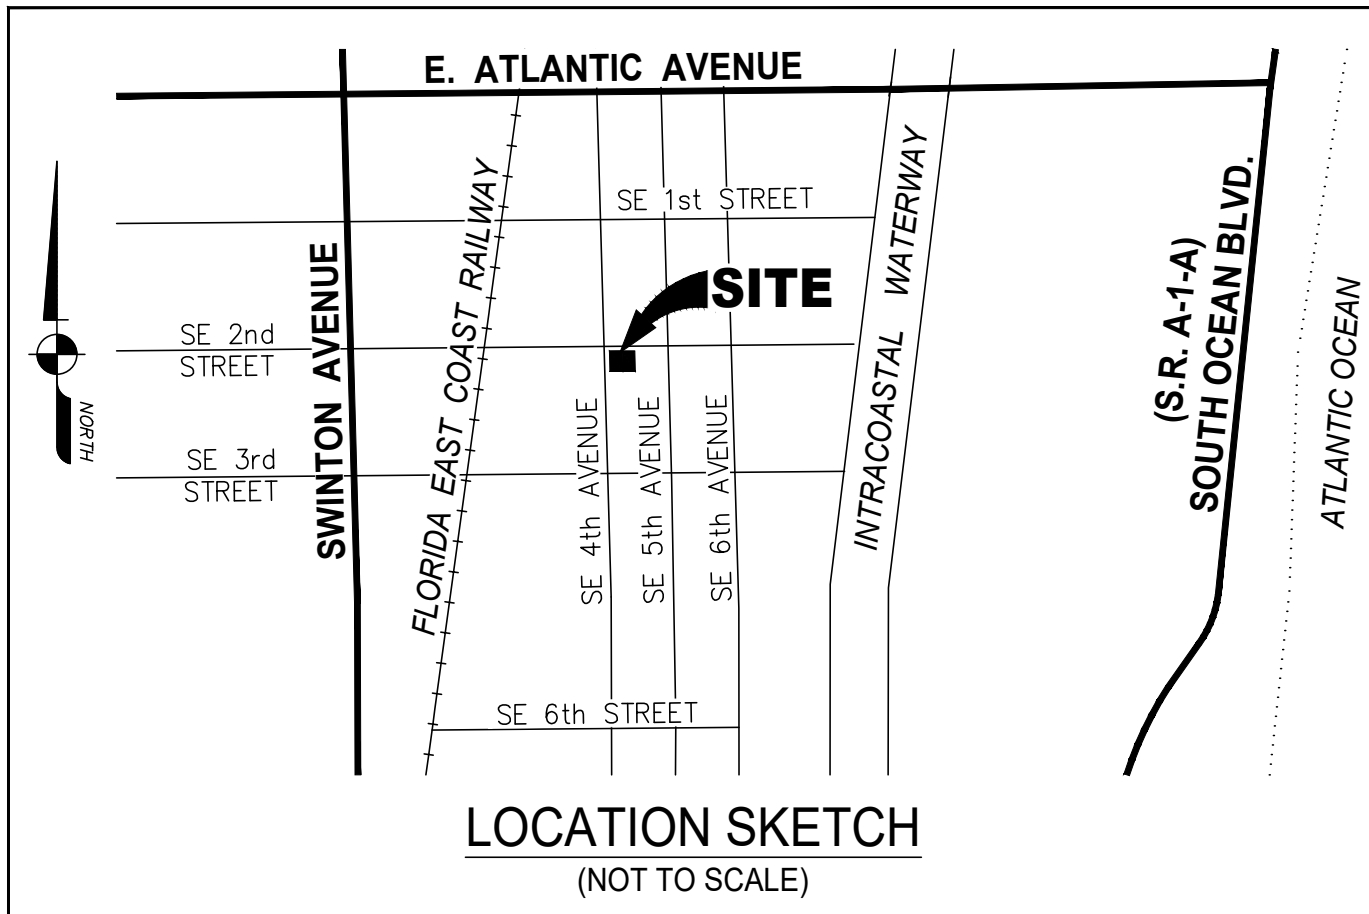 E. ATLANTIC AVENUE
SE 1st STREET
SITE
SE 2nd
STREET
SE 3rd
STREET
NORTH
SWINTON AVENUE
FLORIDA EAST COAST RAILWAY
SE 4th AVENUE
SE 5th AVENUE
SE 6th AVENUE
INTRACOASTAL WATERWAY
(S.R. A-1-A)
SOUTH OCEAN BLVD.
ATLANTIC OCEAN
SE 6th STREET
LOCATION SKETCH
(NOT TO SCALE)